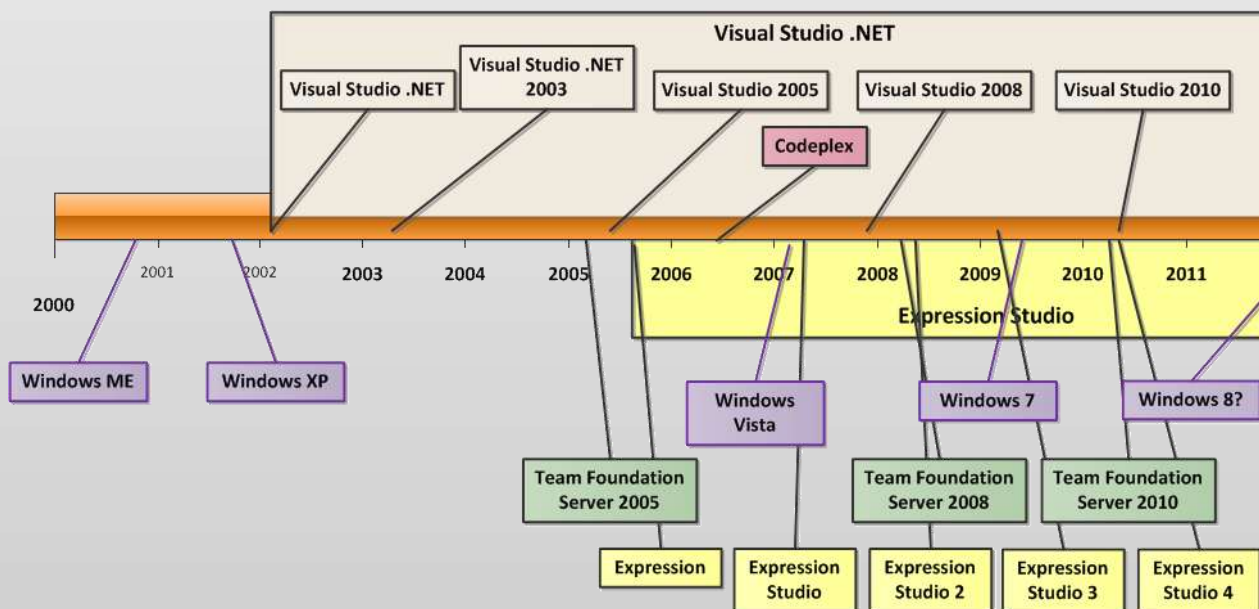 Visual Studio .NET
Visual Studio .NET
Visual Studio .NET
2003
Visual Studio 2005
Visual Studio 2008
Visual Studio 2010
Codeplex
2000
2001
2002
2003
2004
2005
2006
2007
2008
2009
2010
2011
Expression Studio
Windows ME
Windows XP
Windows
Vista
Windows 7
Windows 8?
Team Foundation
Server 2005
Team Foundation
Server 2008
Team Foundation
Server 2010
Expression
Expression
Studio
Expression
Studio 2
Expression
Studio 3
Expression
Studio 4